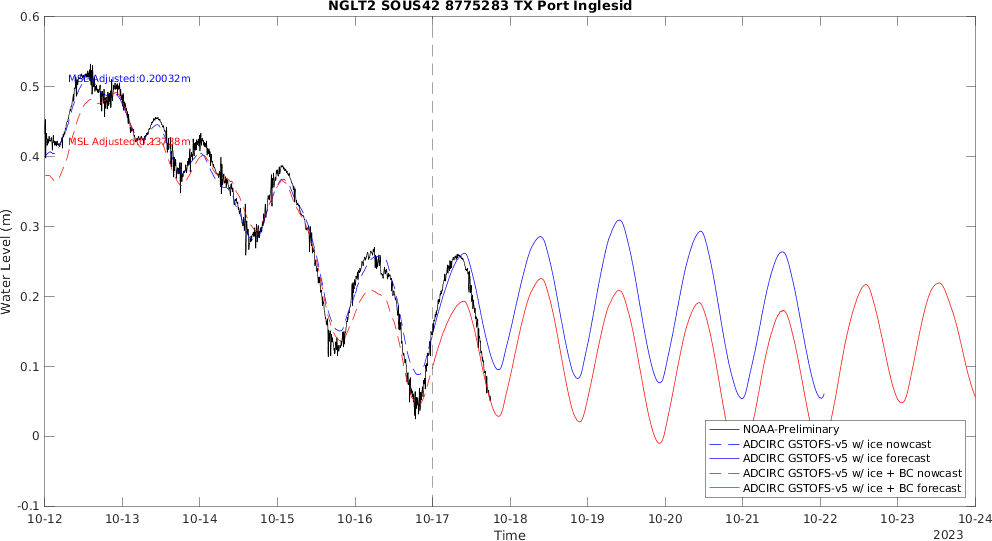 NGLT2 SOUS42 8775283 TX Port Inglesid
Water Level (m)
0.6
0.5
0.4
0.3
0.2
0.1
0
-0.1
MSL Adjusted:0.20032m
MSL Adjusted:0.13738m
NOAA-Preliminary
ADCIRC GSTOFS-v5 w/ ice nowcast
ADCIRC GSTOFS-v5 w/ ice forecast
ADCIRC GSTOFS-v5 w/ ice + BC nowcast
ADCIRC GSTOFS-v5 w/ ice + BC forecast
10-12 10-13 10-14 10-15 10-16 10-17 10-18 10-19 10-20 10-21 10-22 10-23 10-24
Time
2023